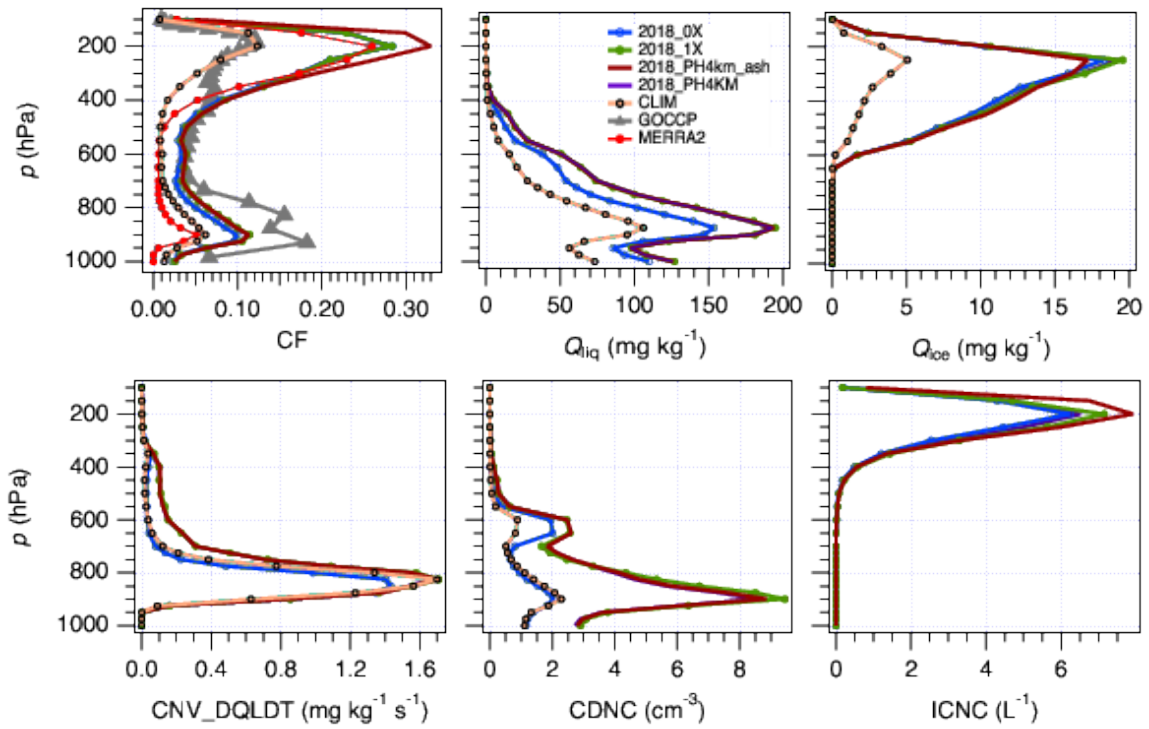 200
400
600
800
1000
p (hPa)
0.00 0.10 0.20 0.30
CF
2018_0X
2018_1X
2018_PH4km_ash
2018_PH4KM
CLIM
GOCCP
MERRA2
0 50 100 150 200
Qliq (mg kg⁻¹)
0 5 10 15 20
Qice (mg kg⁻¹)
200
400
600
800
1000
p (hPa)
0.0 0.4 0.8 1.2 1.6
CNV_DQLDT (mg kg⁻¹ s⁻¹)
0 2 4 6 8
CDNC (cm⁻³)
0 2 4 6
ICNC (L⁻¹)